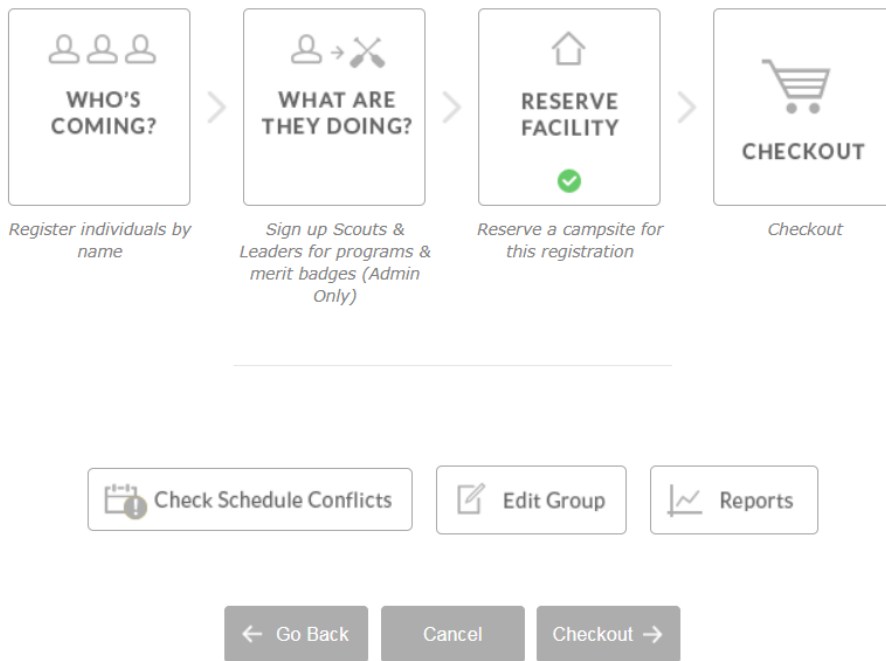 WHO'S
COMING?
WHAT ARE
THEY DOING?
RESERVE
FACILITY
CHECKOUT
Register individuals by
name
Sign up Scouts &
Leaders for programs &
merit badges (Admin
Only)
Reserve a campsite for
this registration
Checkout
Check Schedule Conflicts
Edit Group
Reports
Go Back
Cancel
Checkout